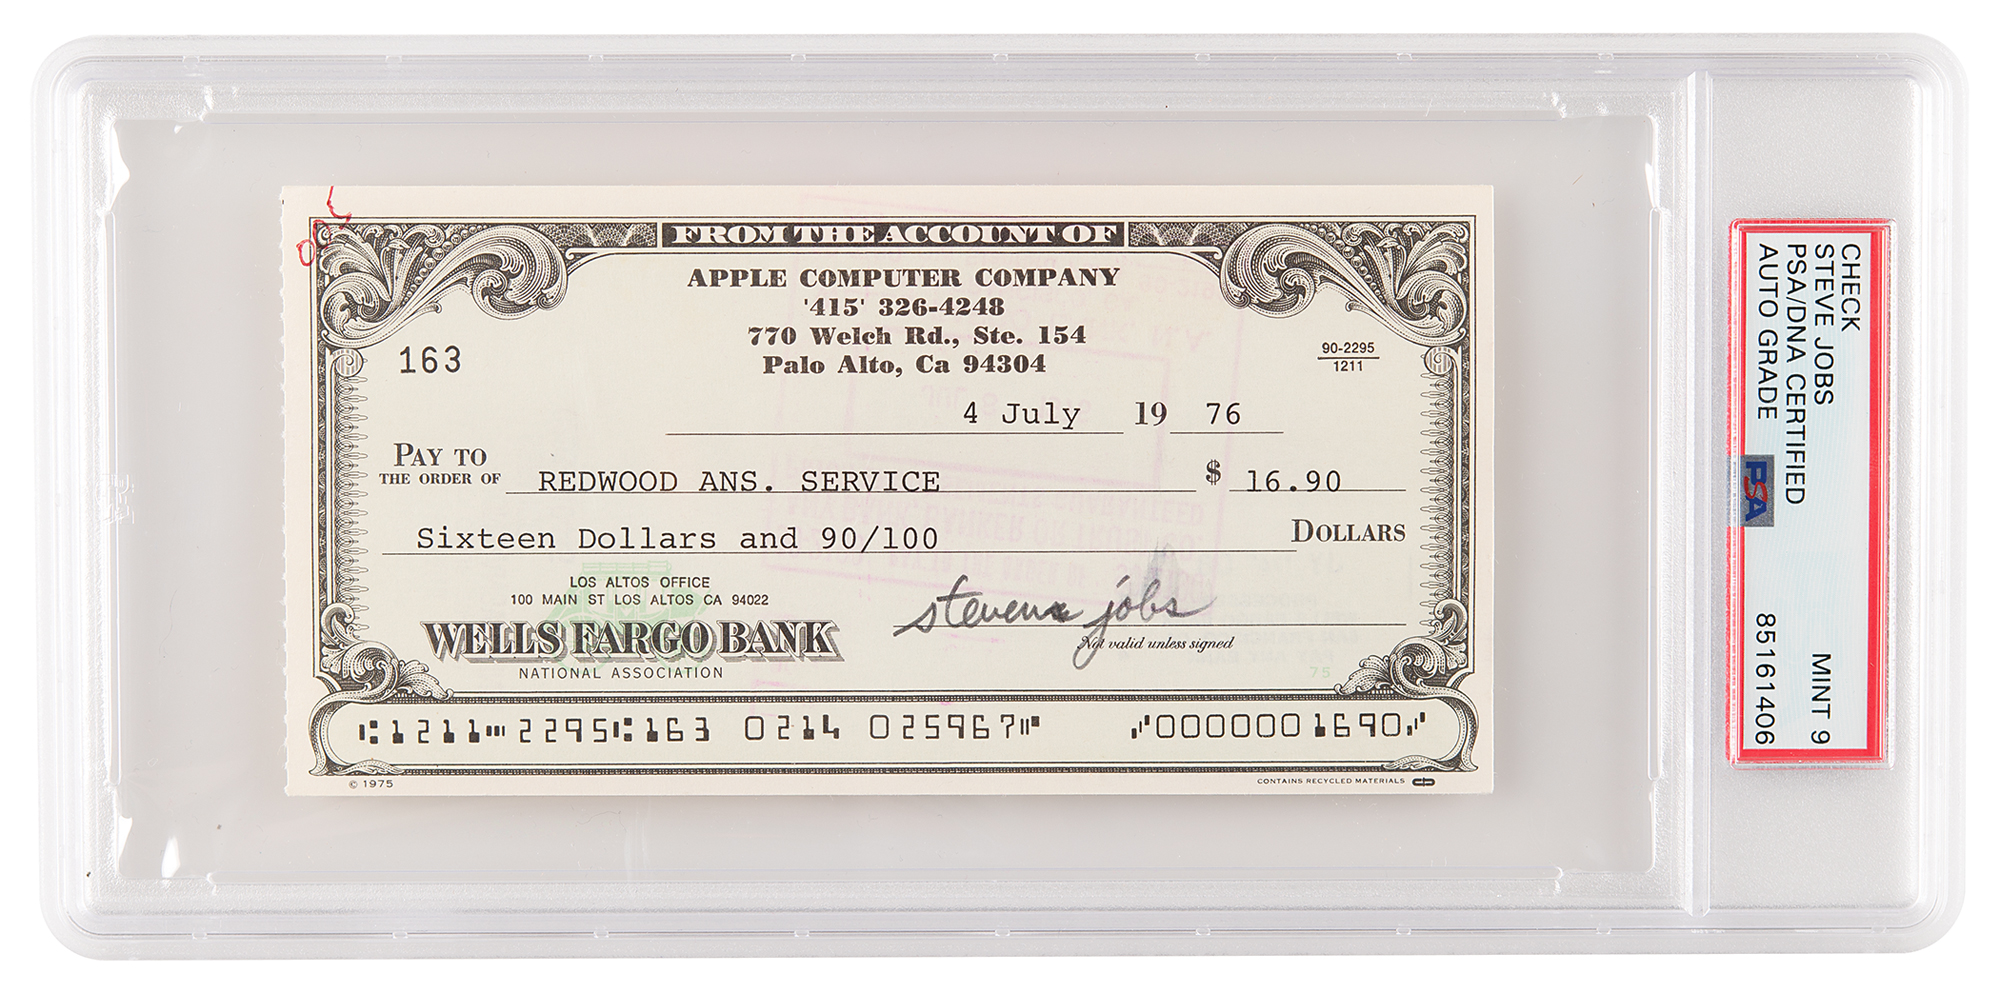 FROM THE ACCOUNT OF
APPLE COMPUTER COMPANY
'415' 326-4248
770 Welch Rd., Ste. 154
Palo Alto, Ca 94304
163
90-2295
1211
4 July 19 76
PAY TO
THE ORDER OF REDWOOD ANS. SERVICE $ 16.90
Sixteen Dollars and 90/100 DOLLARS
LOS ALTOS OFFICE
100 MAIN ST LOS ALTOS CA 94022
WELLS FARGO BANK
NATIONAL ASSOCIATION
steven jobs
Not valid unless signed
75
⑆1211⑉2295⑆163 0214 025967⑈ ⑇0000001690⑇
© 1975
CONTAINS RECYCLED MATERIALS
CHECK
STEVE JOBS
PSA/DNA CERTIFIED
AUTO GRADE
PSA
MINT 9
85161406